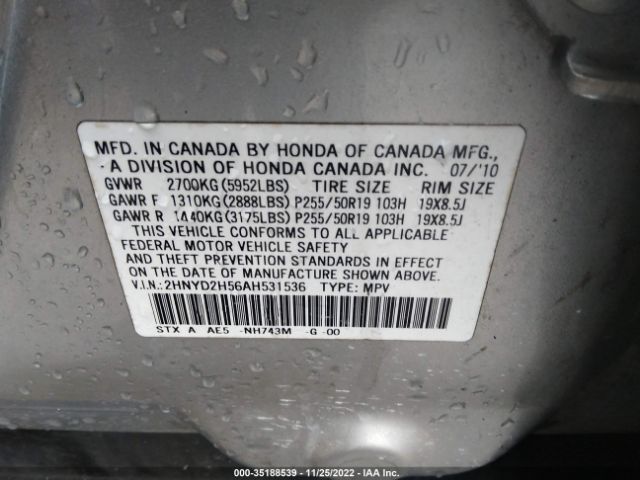 MFD. IN CANADA BY HONDA OF CANADA MFG.,
A DIVISION OF HONDA CANADA INC. 07/'10
GVWR 2700KG(5952LBS) TIRE SIZE RIM SIZE
GAWR F 1310KG(2888LBS) P255/50R19 103H 19X8.5J
GAWR R 1440KG(3175LBS) P255/50R19 103H 19X8.5J
THIS VEHICLE CONFORMS TO ALL APPLICABLE
FEDERAL MOTOR VEHICLE SAFETY
AND THEFT PREVENTION STANDARDS IN EFFECT
ON THE DATE OF MANUFACTURE SHOWN ABOVE.
V.I.N.: 2HNYD2H56AH531536 TYPE: MPV
STX A AE5 -NH743M -G -00
000-35188539 - 11/25/2022 - IAA Inc.